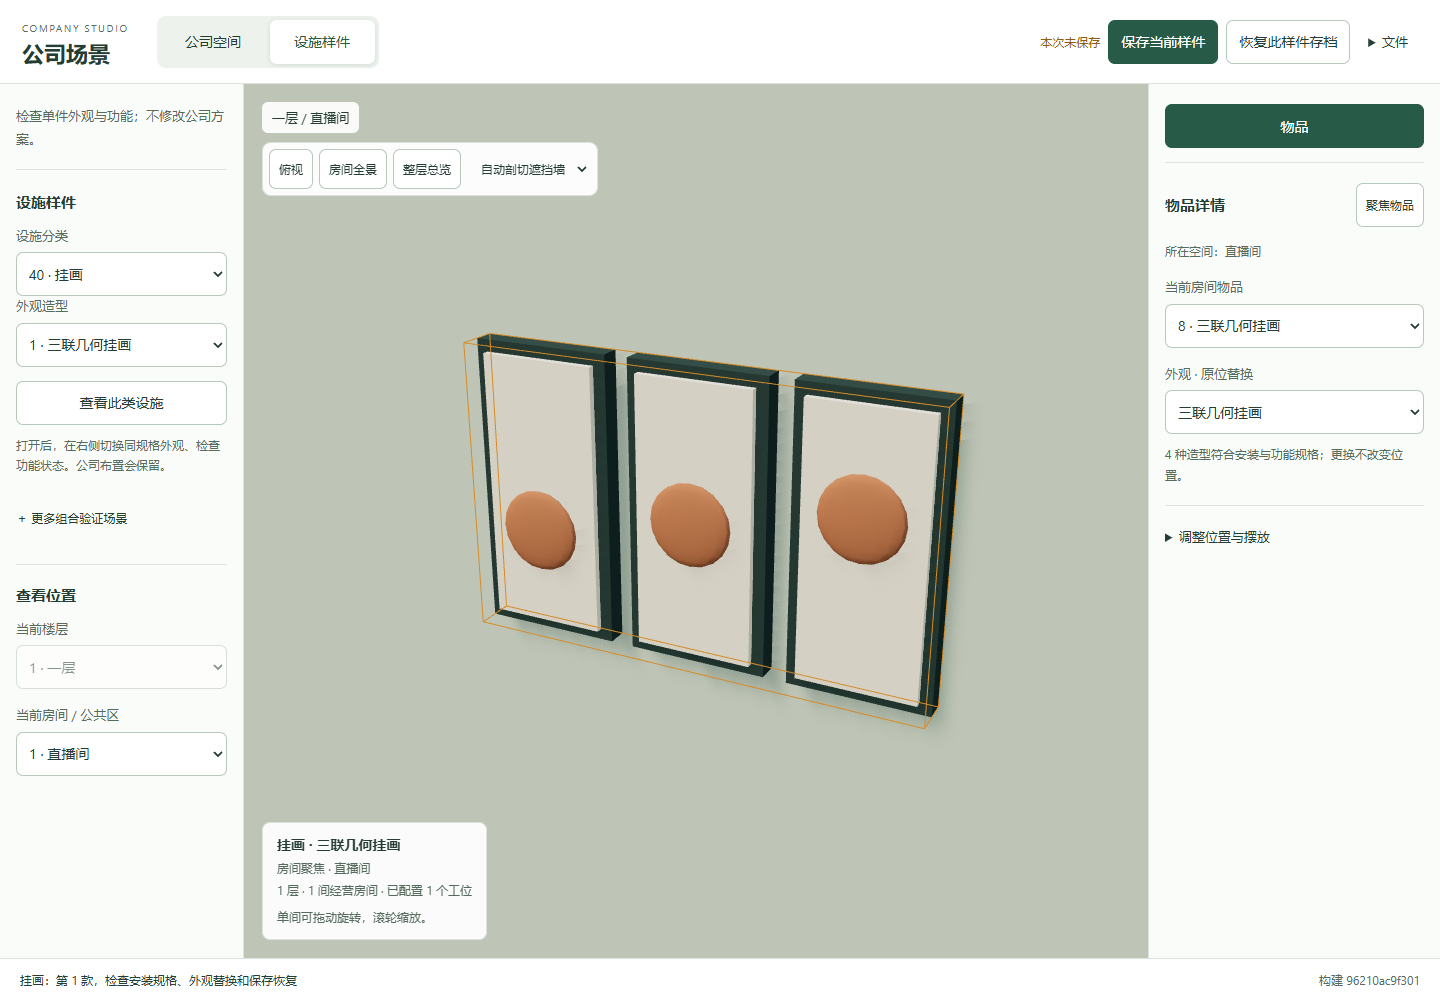 COMPANY STUDIO
公司场景
公司空间
设施样件
本次未保存
保存当前样件
恢复此样件存档
▶ 文件
检查单件外观与功能；不修改公司方
案。
设施样件
设施分类
40 · 挂画
外观造型
1 · 三联几何挂画
查看此类设施
打开后，在右侧切换同规格外观、检查
功能状态。公司布置会保留。
+ 更多组合验证场景
查看位置
当前楼层
1 · 一层
当前房间 / 公共区
1 · 直播间
一层 / 直播间
俯视
房间全景
整层总览
自动剖切遮挡墙
挂画 · 三联几何挂画
房间聚焦 · 直播间
1 层 · 1 间经营房间 · 已配置 1 个工位
单间可拖动旋转，滚轮缩放。
物品
物品详情
聚焦物品
所在空间：直播间
当前房间物品
8 · 三联几何挂画
外观 · 原位替换
三联几何挂画
4 种造型符合安装与功能规格；更换不改变位
置。
▶ 调整位置与摆放
挂画：第 1 款，检查安装规格、外观替换和保存恢复
构建 96210ac9f301